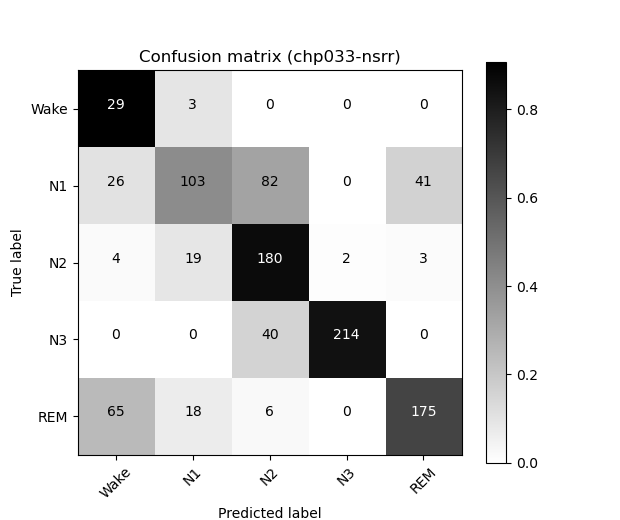 Confusion matrix (chp033-nsrr)
Wake 29 3 0 0 0
N1 26 103 82 0 41
N2 4 19 180 2 3
N3 0 0 40 214 0
REM 65 18 6 0 175
Wake N1 N2 N3 REM
True label
Predicted label
0.8
0.6
0.4
0.2
0.0